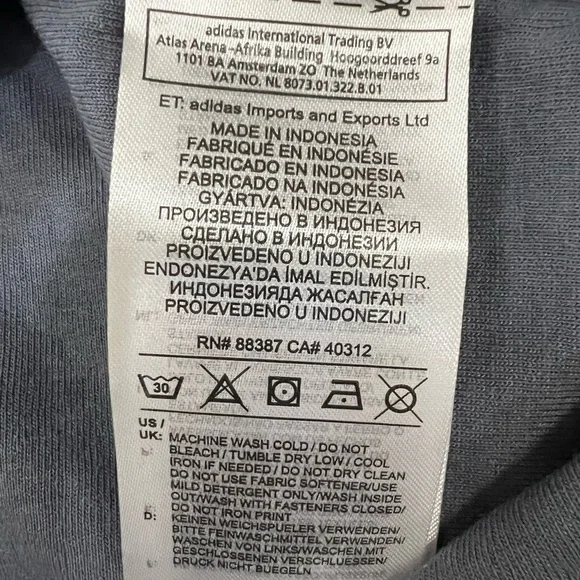 adidas International Trading BV
Atlas Arena-Afrika Building Hoogoorddreef 9a
1101 BA Amsterdam ZO The Netherlands
VAT NO. NL 8073.01.322.B.01
ET: adidas Imports and Exports Ltd
MADE IN INDONESIA
FABRIQUÉ EN INDONÉSIE
FABRICADO EN INDONESIA
FABRICADO NA INDONÉSIA
GYÁRTVA: INDONÉZIA
ПРОИЗВЕДЕНО В ИНДОНЕЗИЯ
СДЕЛАНО В ИНДОНЕЗИИ
PROIZVEDENO U INDONEZIJI
ENDONEZYA'DA İMAL EDİLMİŞTİR.
ИНДОНЕЗИЯДА ЖАСАЛҒАН
PROIZVEDENO U INDONEZIJI
RN# 88387 CA# 40312
30
US /
UK: MACHINE WASH COLD / DO NOT
BLEACH / TUMBLE DRY LOW / COOL
IRON IF NEEDED / DO NOT DRY CLEAN
DO NOT USE FABRIC SOFTENER/USE
MILD DETERGENT ONLY/WASH INSIDE
OUT/WASH WITH FASTENERS CLOSED/
DO NOT IRON PRINT
D: KEINEN WEICHSPUELER VERWENDEN/
BITTE FEINWASCHMITTEL VERWENDEN/
WASCHEN VON LINKS/WASCHEN MIT
GESCHLOSSENEN VERSCHLUESSEN/
DRUCK NICHT BUEGELN